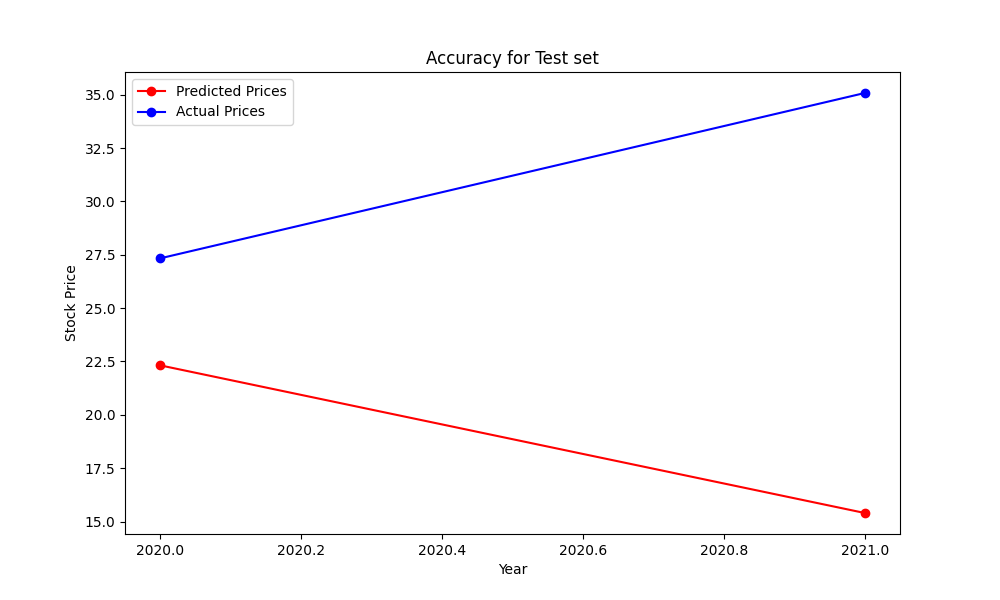 Accuracy for Test set
Predicted Prices
Actual Prices
35.0
32.5
30.0
27.5
25.0
22.5
20.0
17.5
15.0
Stock Price
2020.0 2020.2 2020.4 2020.6 2020.8 2021.0
Year